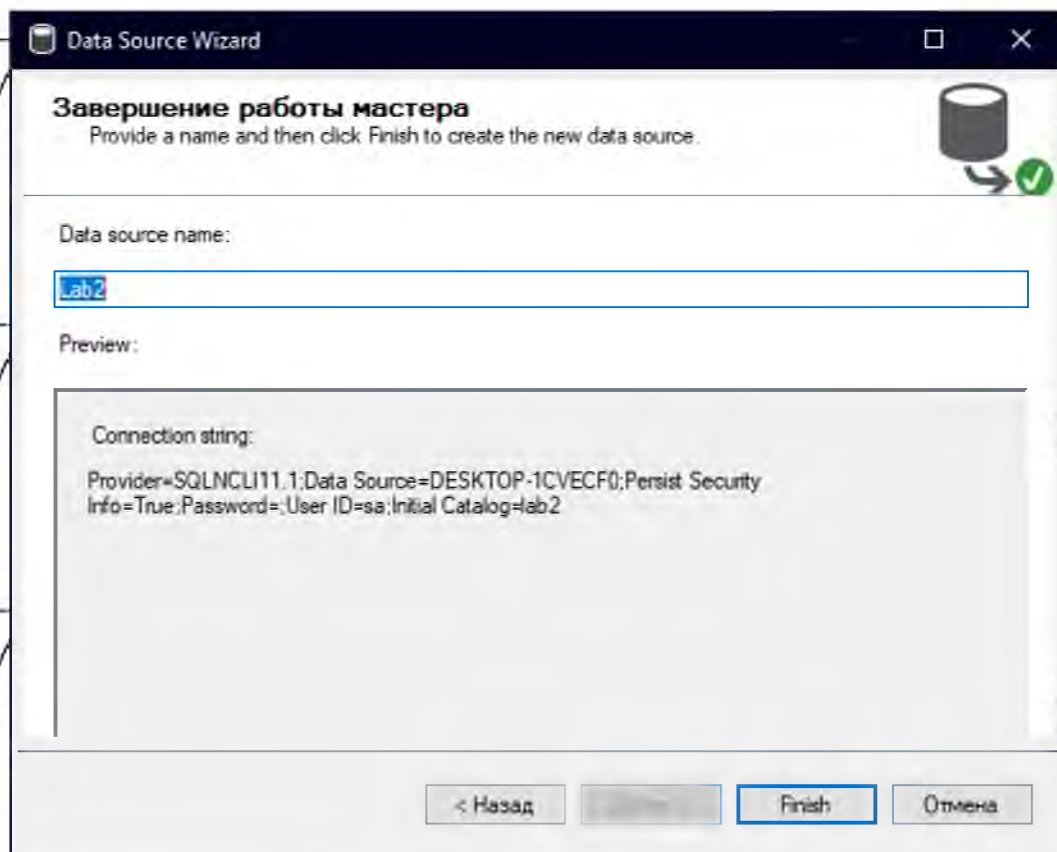 Data Source Wizard
Завершение работы мастера
Provide a name and then click Finish to create the new data source.
Data source name:
Lab2
Preview:
Connection string:
Provider=SQLNCLI11.1;Data Source=DESKTOP-1CVECF0;Persist Security
Info=True;Password=;User ID=sa;Initial Catalog=lab2
< Назад
Finish
Отмена